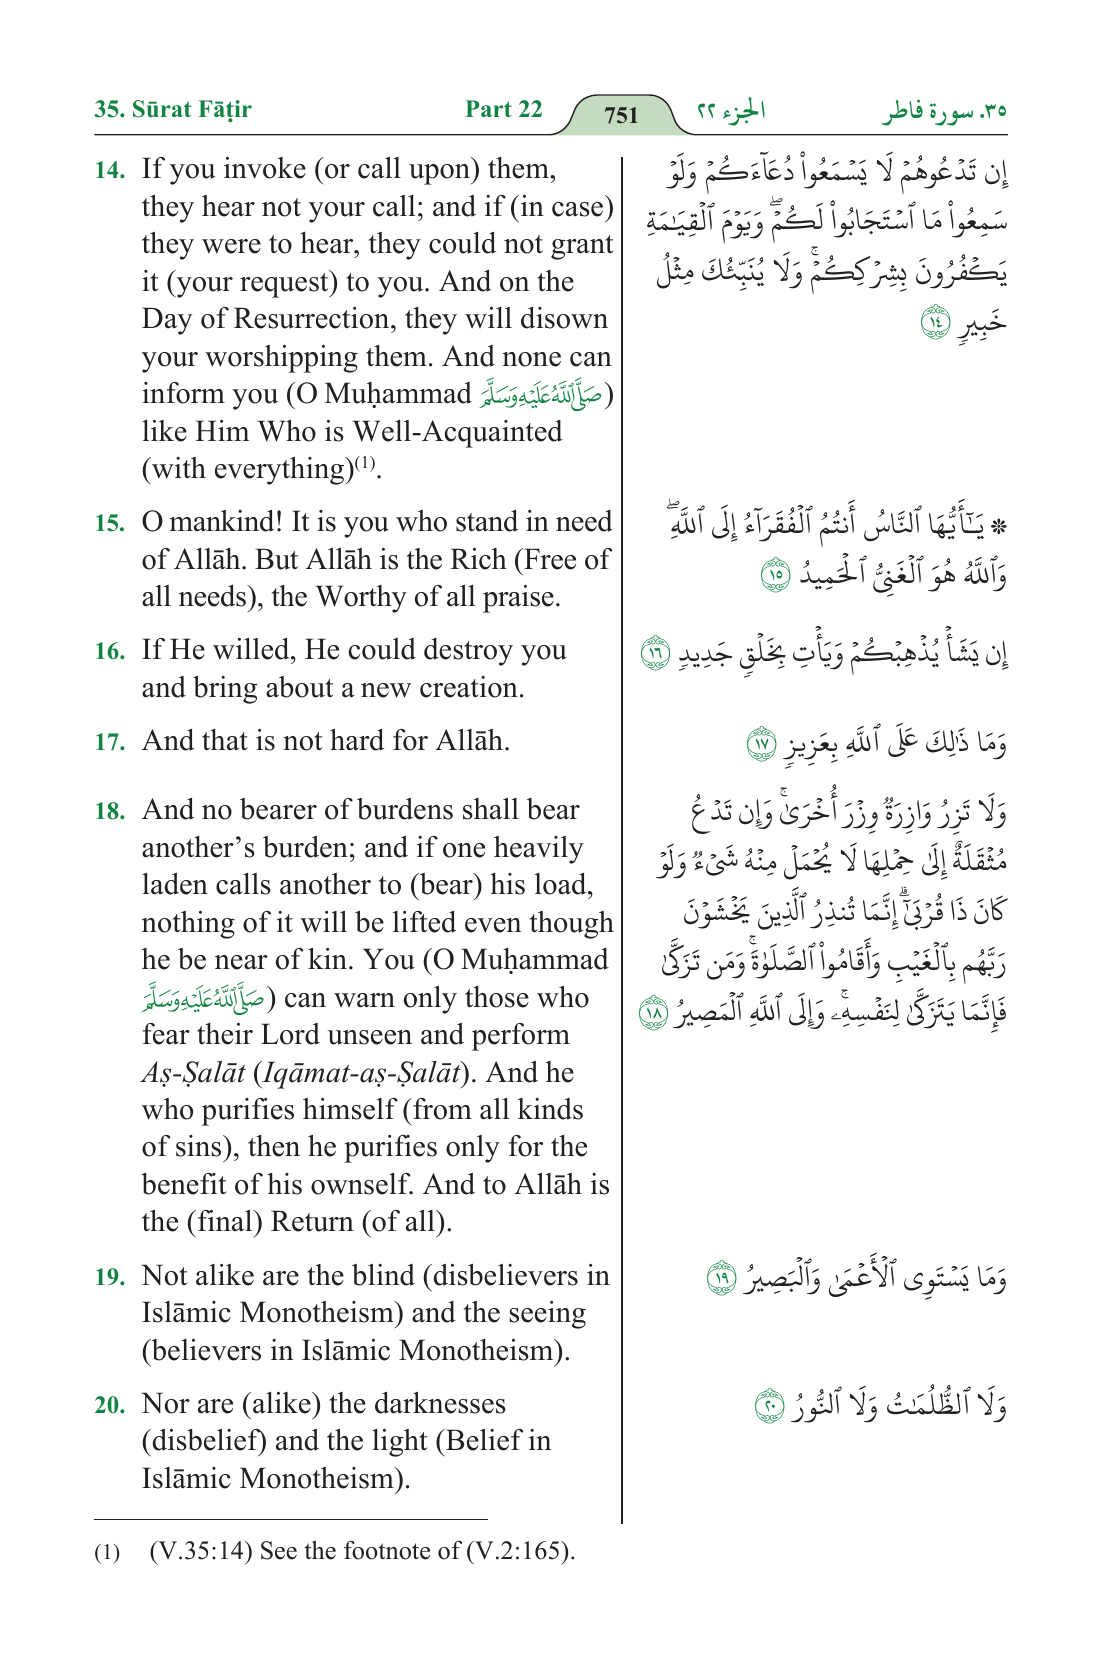 35. Sūrat Fāṭir Part 22 751 الجزء ٢٢ ٣٥. سورة فاطر
14. If you invoke (or call upon) them,
they hear not your call; and if (in case)
they were to hear, they could not grant
it (your request) to you. And on the
Day of Resurrection, they will disown
your worshipping them. And none can
inform you (O Muḥammad صَلَّى ٱللَّهُ عَلَيْهِ وَسَلَّمَ)
like Him Who is Well-Acquainted
(with everything)(1).
إِن تَدْعُوهُمْ لَا يَسْمَعُوا۟ دُعَآءَكُمْ وَلَوْ
سَمِعُوا۟ مَا ٱسْتَجَابُوا۟ لَكُمْ ۖ وَيَوْمَ ٱلْقِيَـٰمَةِ
يَكْفُرُونَ بِشِرْكِكُمْ ۚ وَلَا يُنَبِّئُكَ مِثْلُ
خَبِيرٍ ١٤
15. O mankind! It is you who stand in need
of Allāh. But Allāh is the Rich (Free of
all needs), the Worthy of all praise.
۞ يَـٰٓأَيُّهَا ٱلنَّاسُ أَنتُمُ ٱلْفُقَرَآءُ إِلَى ٱللَّهِ ۖ
وَٱللَّهُ هُوَ ٱلْغَنِىُّ ٱلْحَمِيدُ ١٥
16. If He willed, He could destroy you
and bring about a new creation.
إِن يَشَأْ يُذْهِبْكُمْ وَيَأْتِ بِخَلْقٍ جَدِيدٍ ١٦
17. And that is not hard for Allāh.
وَمَا ذَٰلِكَ عَلَى ٱللَّهِ بِعَزِيزٍ ١٧
18. And no bearer of burdens shall bear
another’s burden; and if one heavily
laden calls another to (bear) his load,
nothing of it will be lifted even though
he be near of kin. You (O Muḥammad
صَلَّى ٱللَّهُ عَلَيْهِ وَسَلَّمَ) can warn only those who
fear their Lord unseen and perform
Aṣ-Ṣalāt (Iqāmat-aṣ-Ṣalāt). And he
who purifies himself (from all kinds
of sins), then he purifies only for the
benefit of his ownself. And to Allāh is
the (final) Return (of all).
وَلَا تَزِرُ وَازِرَةٌ وِزْرَ أُخْرَىٰ ۚ وَإِن تَدْعُ
مُثْقَلَةٌ إِلَىٰ حِمْلِهَا لَا يُحْمَلْ مِنْهُ شَىْءٌ وَلَوْ
كَانَ ذَا قُرْبَىٰٓ ۗ إِنَّمَا تُنذِرُ ٱلَّذِينَ يَخْشَوْنَ
رَبَّهُم بِٱلْغَيْبِ وَأَقَامُوا۟ ٱلصَّلَوٰةَ ۚ وَمَن تَزَكَّىٰ
فَإِنَّمَا يَتَزَكَّىٰ لِنَفْسِهِۦ ۚ وَإِلَى ٱللَّهِ ٱلْمَصِيرُ ١٨
19. Not alike are the blind (disbelievers in
Islāmic Monotheism) and the seeing
(believers in Islāmic Monotheism).
وَمَا يَسْتَوِى ٱلْأَعْمَىٰ وَٱلْبَصِيرُ ١٩
20. Nor are (alike) the darknesses
(disbelief) and the light (Belief in
Islāmic Monotheism).
وَلَا ٱلظُّلُمَـٰتُ وَلَا ٱلنُّورُ ٢٠
(1) (V.35:14) See the footnote of (V.2:165).